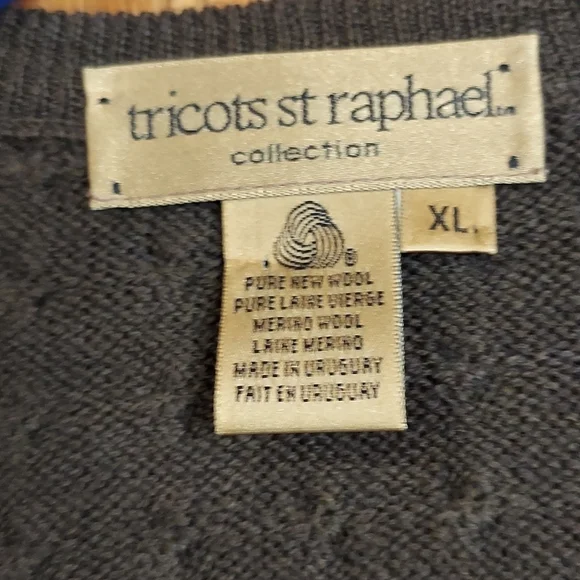 tricots st raphael
collection
XL.
PURE NEW WOOL
PURE LAINE VIERGE
MERINO WOOL
LAINE MERINO
MADE IN URUGUAY
FAIT EN URUGUAY